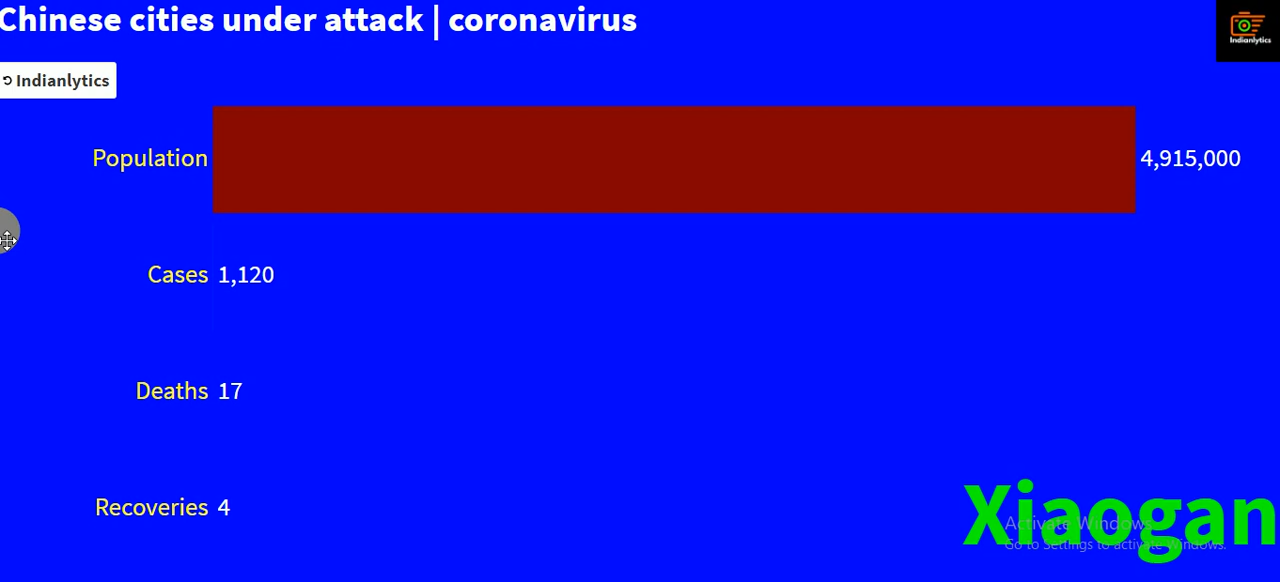 Chinese cities under attack | coronavirus
Indianlytics
Indianlytics
Population 4,915,000
Cases 1,120
Deaths 17
Recoveries 4
Xiaogan
Activate Windows
Go to Settings to activate Windows.